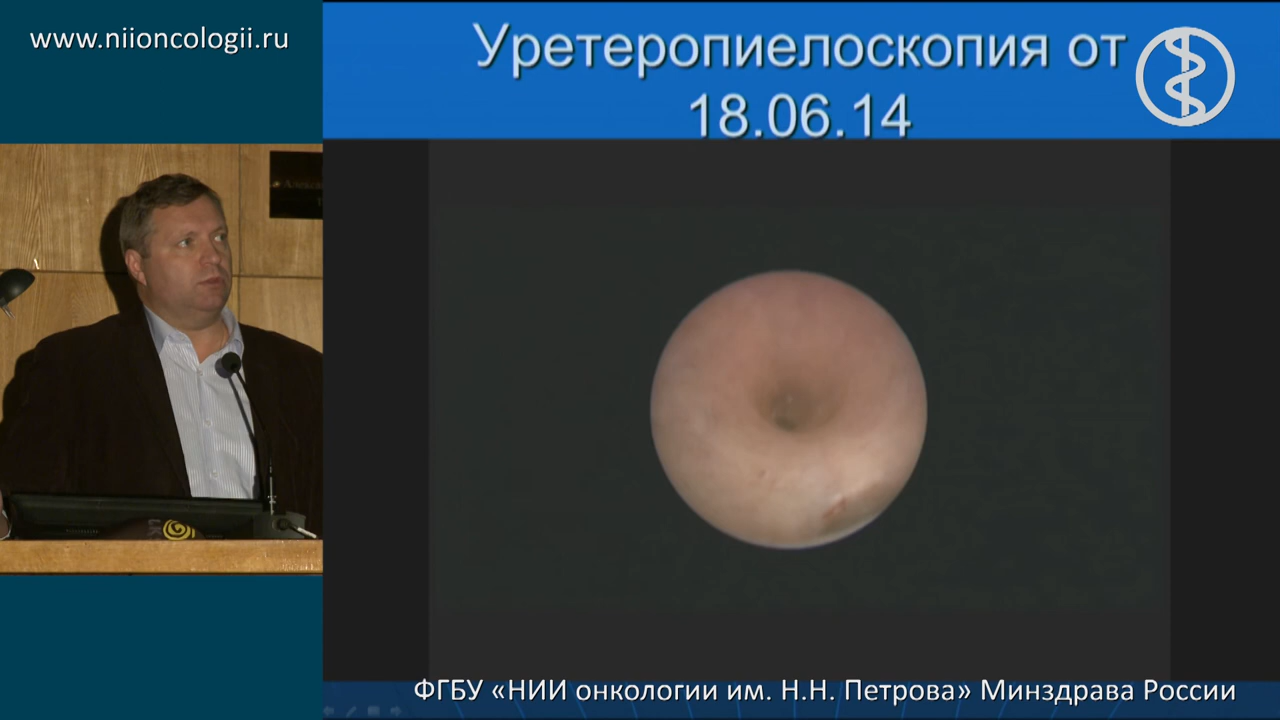 www.niioncologii.ru
Уретеропиелоскопия от
18.06.14
ФГБУ «НИИ онкологии им. Н.Н. Петрова» Минздрава России